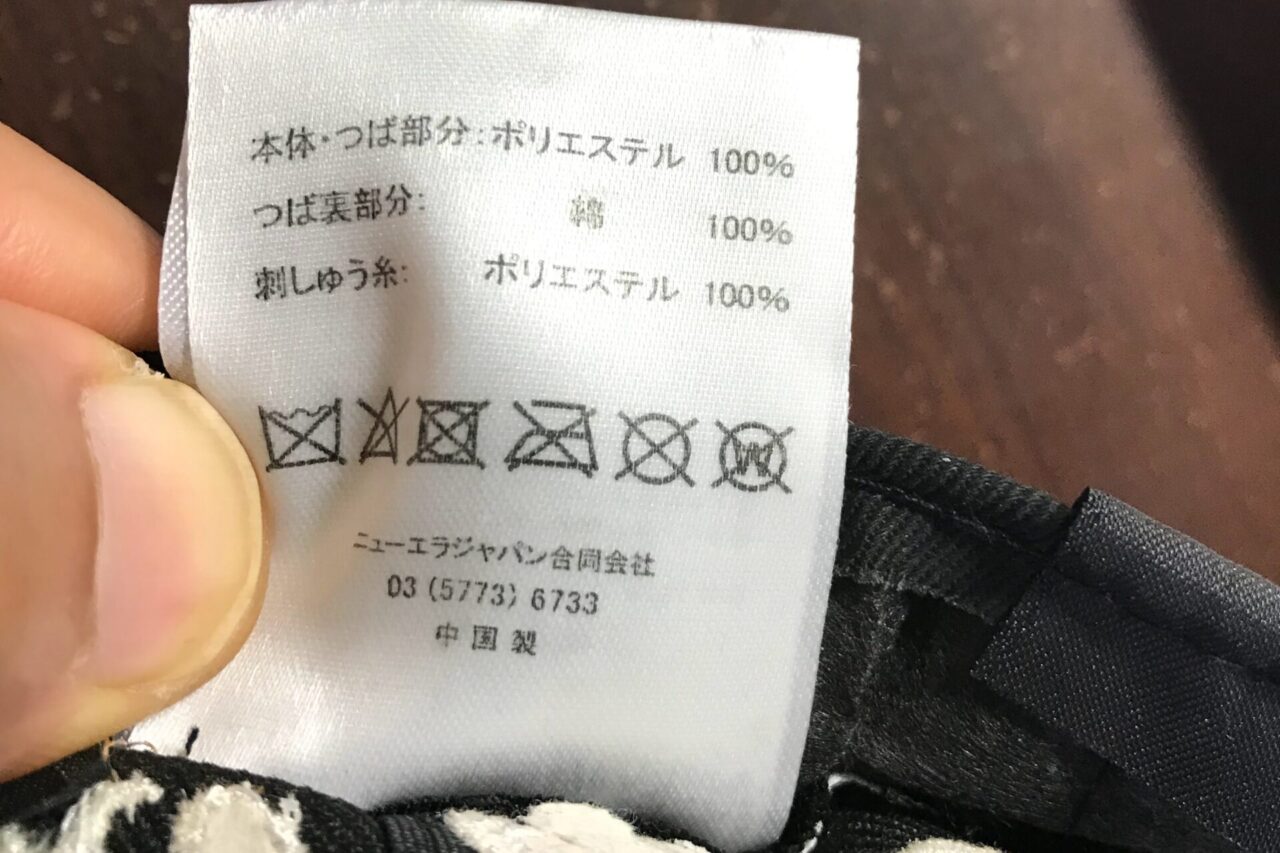 本体・つば部分:ポリエステル 100%
つば裏部分: 綿 100%
刺しゅう糸: ポリエステル 100%
W
ニューエラジャパン合同会社
03 (5773) 6733
中国製